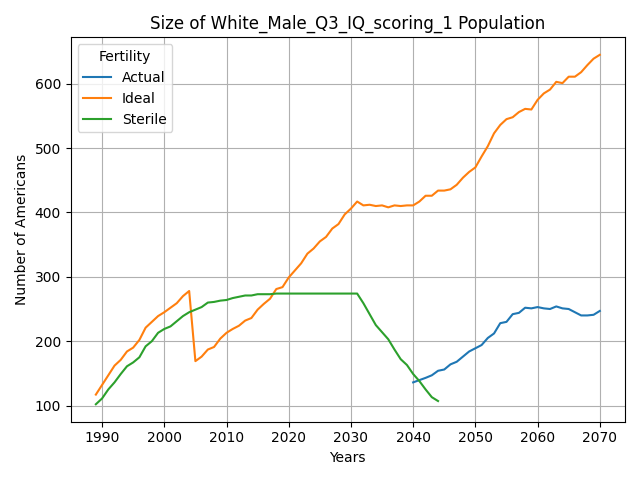 Size of White_Male_Q3_IQ_scoring_1 Population
Fertility
Actual
Ideal
Sterile
Number of Americans
600
500
400
300
200
100
1990 2000 2010 2020 2030 2040 2050 2060 2070
Years